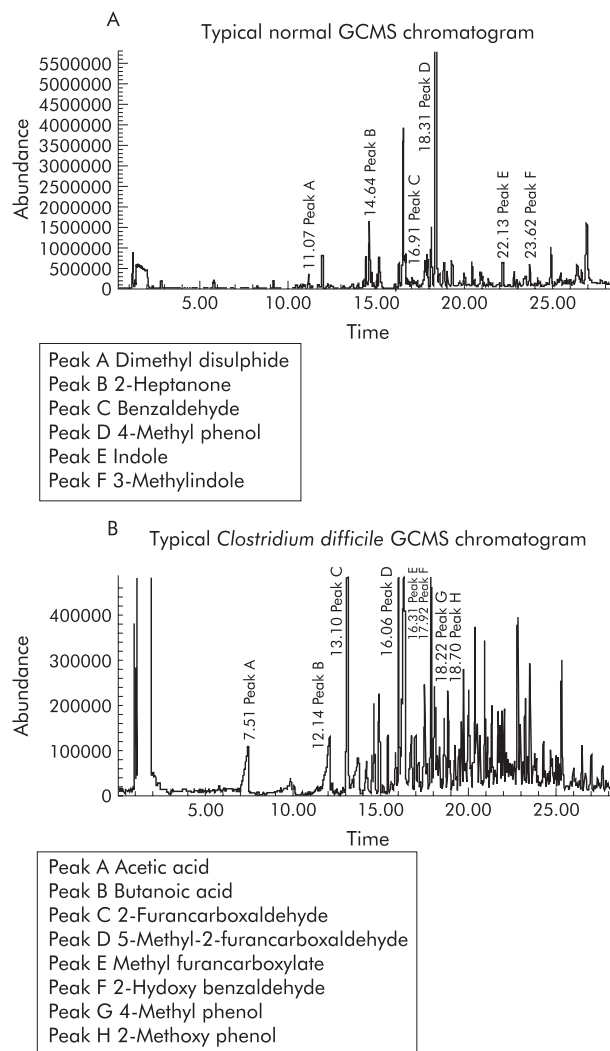 A
Typical normal GCMS chromatogram
Abundance
5500000
5000000
4500000
4000000
3500000
3000000
2500000
2000000
1500000
1000000
500000
0
11.07 Peak A
14.64 Peak B
16.91 Peak C
18.31 Peak D
22.13 Peak E
23.62 Peak F
5.00 10.00 15.00 20.00 25.00
Time
Peak A Dimethyl disulphide
Peak B 2-Heptanone
Peak C Benzaldehyde
Peak D 4-Methyl phenol
Peak E Indole
Peak F 3-Methylindole
B
Typical Clostridium difficile GCMS chromatogram
Abundance
400000
300000
200000
100000
0
7.51 Peak A
12.14 Peak B
13.10 Peak C
16.06 Peak D
16.31 Peak E
17.92 Peak F
18.22 Peak G
18.70 Peak H
5.00 10.00 15.00 20.00 25.00
Time
Peak A Acetic acid
Peak B Butanoic acid
Peak C 2-Furancarboxaldehyde
Peak D 5-Methyl-2-furancarboxaldehyde
Peak E Methyl furancarboxylate
Peak F 2-Hydoxy benzaldehyde
Peak G 4-Methyl phenol
Peak H 2-Methoxy phenol